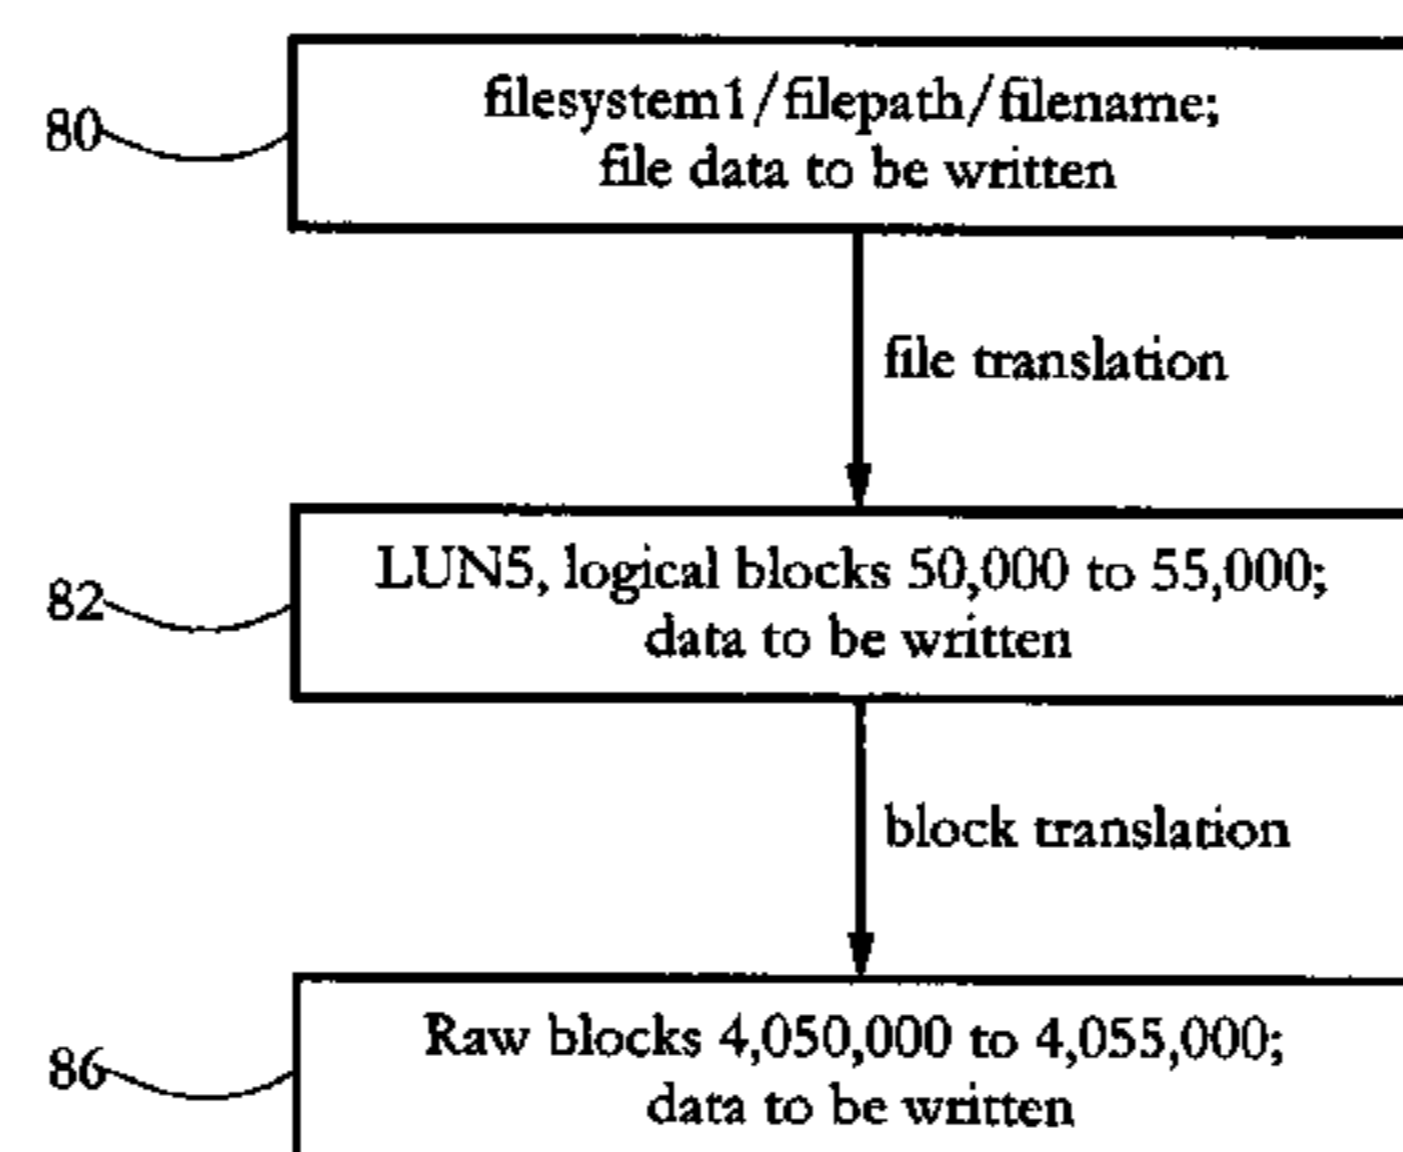 80
filesystem1/filepath/filename;
file data to be written
file translation
82
LUN5, logical blocks 50,000 to 55,000;
data to be written
block translation
86
Raw blocks 4,050,000 to 4,055,000;
data to be written